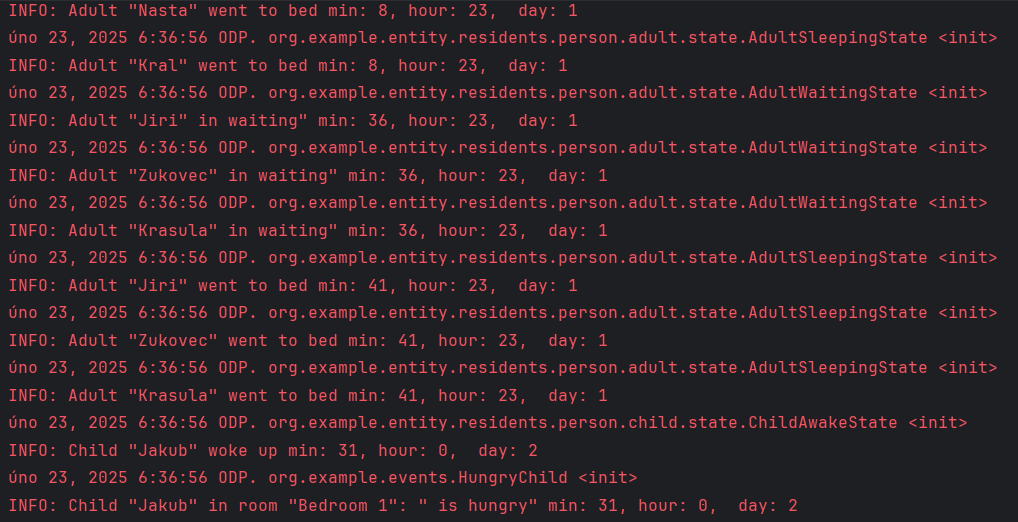 INFO: Adult "Nasta" went to bed min: 8, hour: 23,  day: 1
úno 23, 2025 6:36:56 ODP. org.example.entity.residents.person.adult.state.AdultSleepingState <init>
INFO: Adult "Kral" went to bed min: 8, hour: 23,  day: 1
úno 23, 2025 6:36:56 ODP. org.example.entity.residents.person.adult.state.AdultWaitingState <init>
INFO: Adult "Jiri" in waiting" min: 36, hour: 23,  day: 1
úno 23, 2025 6:36:56 ODP. org.example.entity.residents.person.adult.state.AdultWaitingState <init>
INFO: Adult "Zukovec" in waiting" min: 36, hour: 23,  day: 1
úno 23, 2025 6:36:56 ODP. org.example.entity.residents.person.adult.state.AdultWaitingState <init>
INFO: Adult "Krasula" in waiting" min: 36, hour: 23,  day: 1
úno 23, 2025 6:36:56 ODP. org.example.entity.residents.person.adult.state.AdultSleepingState <init>
INFO: Adult "Jiri" went to bed min: 41, hour: 23,  day: 1
úno 23, 2025 6:36:56 ODP. org.example.entity.residents.person.adult.state.AdultSleepingState <init>
INFO: Adult "Zukovec" went to bed min: 41, hour: 23,  day: 1
úno 23, 2025 6:36:56 ODP. org.example.entity.residents.person.adult.state.AdultSleepingState <init>
INFO: Adult "Krasula" went to bed min: 41, hour: 23,  day: 1
úno 23, 2025 6:36:56 ODP. org.example.entity.residents.person.child.state.ChildAwakeState <init>
INFO: Child "Jakub" woke up min: 31, hour: 0,  day: 2
úno 23, 2025 6:36:56 ODP. org.example.events.HungryChild <init>
INFO: Child "Jakub" in room "Bedroom 1": " is hungry" min: 31, hour: 0,  day: 2